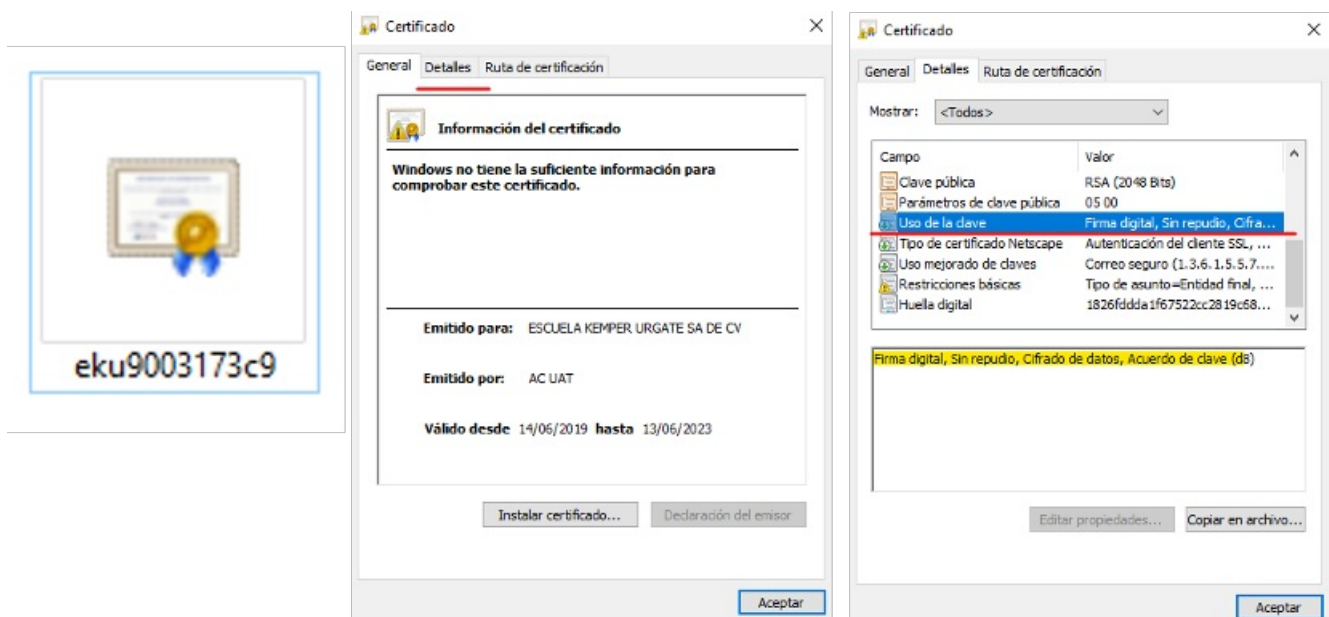 eku9003173c9
Certificado
General Detalles Ruta de certificación
Información del certificado
Windows no tiene la suficiente información para
comprobar este certificado.
Emitido para: ESCUELA KEMPER URGATE SA DE CV
Emitido por: AC UAT
Válido desde 14/06/2019 hasta 13/06/2023
Instalar certificado... Declaración del emisor
Aceptar
Certificado
General Detalles Ruta de certificación
Mostrar: <Todos>
Campo Valor
Clave pública RSA (2048 Bits)
Parámetros de clave pública 05 00
Uso de la clave Firma digital, Sin repudio, Cifra...
Tipo de certificado Netscape Autenticación del cliente SSL, ...
Uso mejorado de claves Correo seguro (1.3.6.1.5.5.7....
Restricciones básicas Tipo de asunto=Entidad final, ...
Huella digital 1826fddda1f67522cc2819c68...
Firma digital, Sin repudio, Cifrado de datos, Acuerdo de clave (d8)
Editar propiedades... Copiar en archivo...
Aceptar